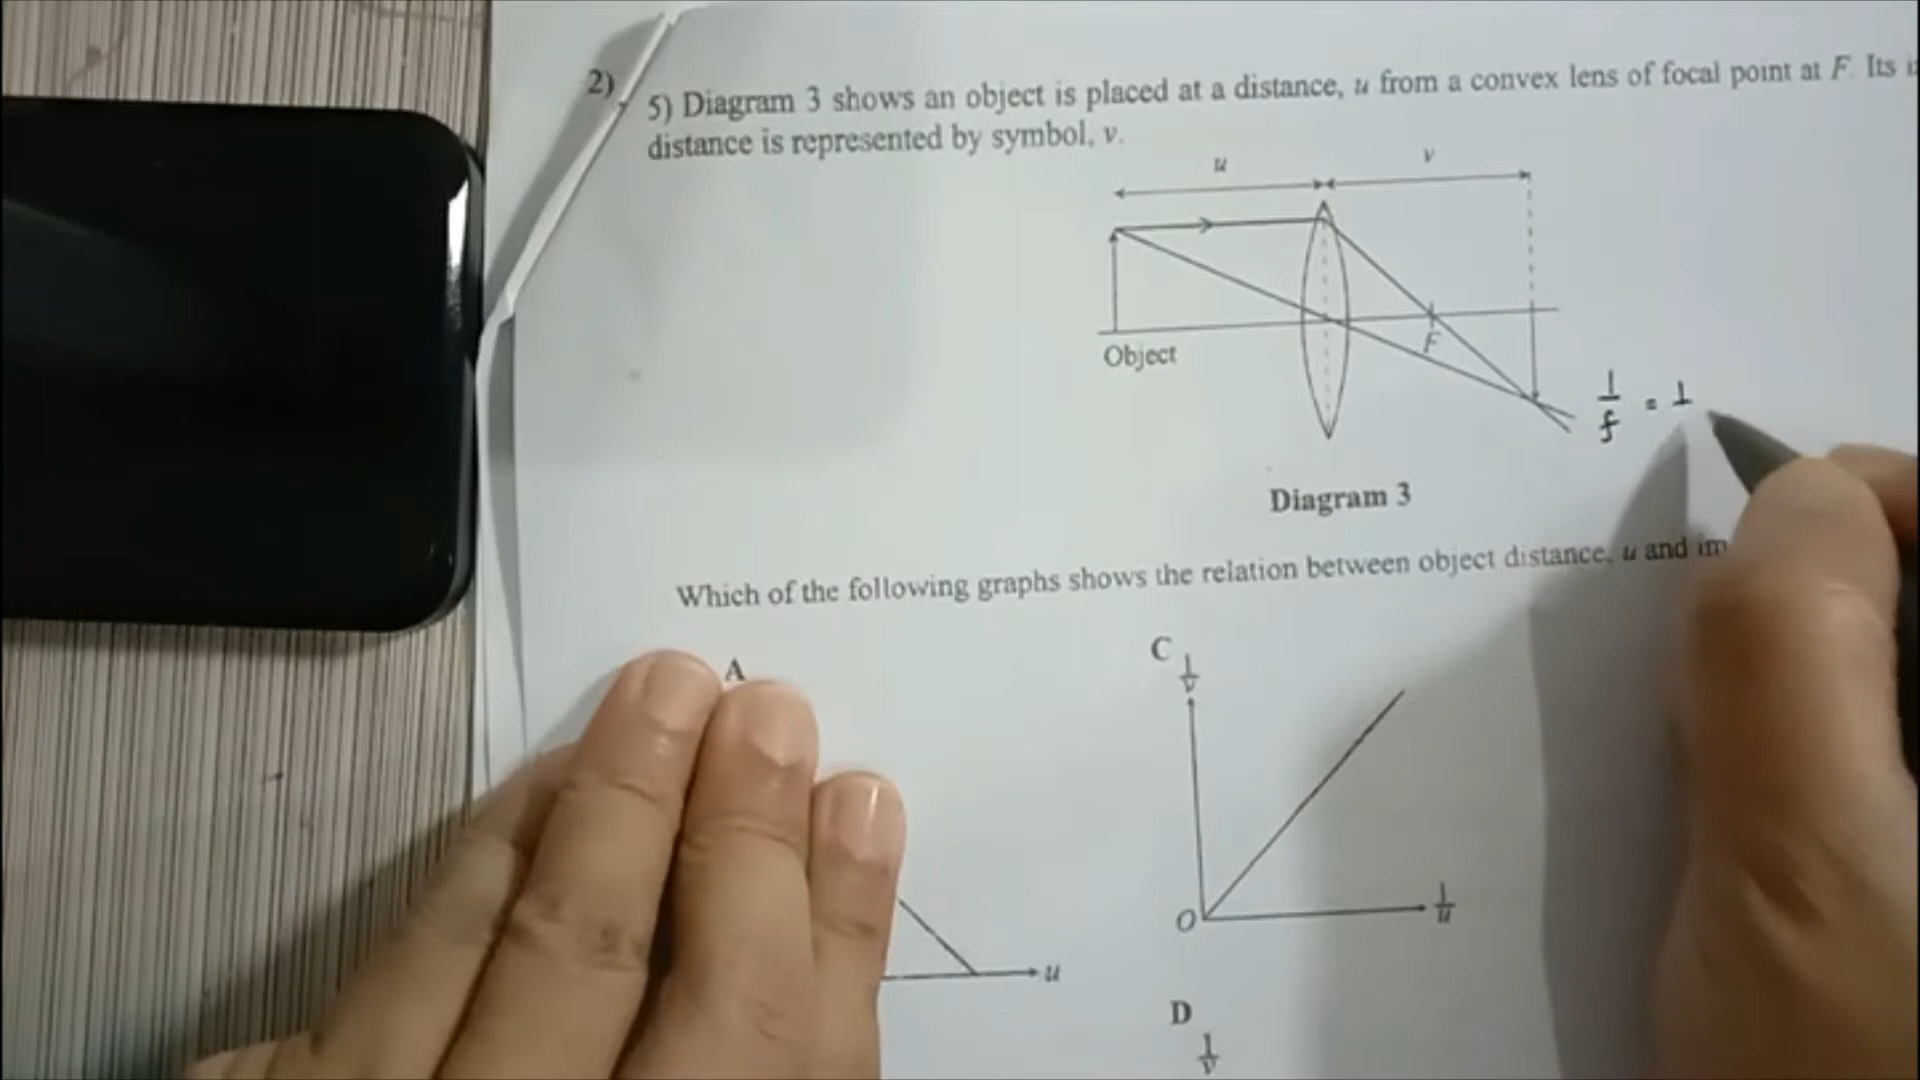 2)
5) Diagram 3 shows an object is placed at a distance, u from a convex lens of focal point at F. Its
distance is represented by symbol, v.
u
v
F
Object
1/f = 1
Diagram 3
Which of the following graphs shows the relation between object distance, u and
A
C
1/v
O
1/u
u
D
1/v